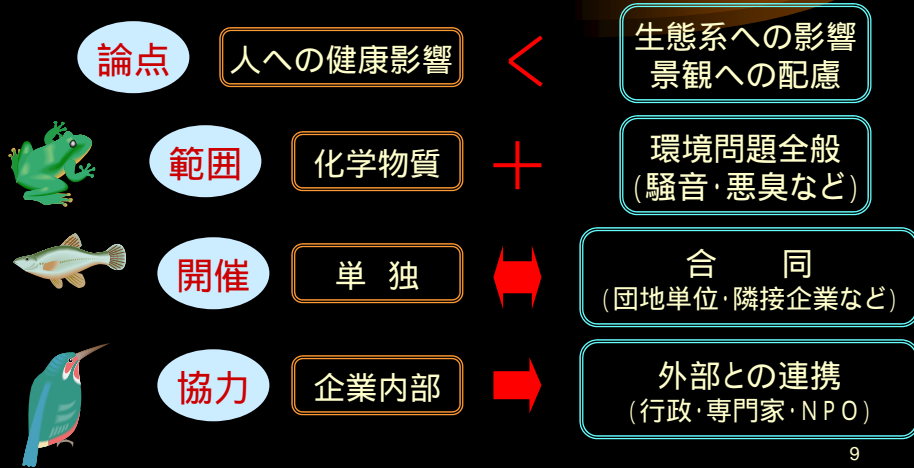 論点
人への健康影響
<
生態系への影響
景観への配慮
範囲
化学物質
+
環境問題全般
(騒音･悪臭など)
開催
単 独
合 同
(団地単位･隣接企業など)
協力
企業内部
外部との連携
(行政･専門家･NPO)
9